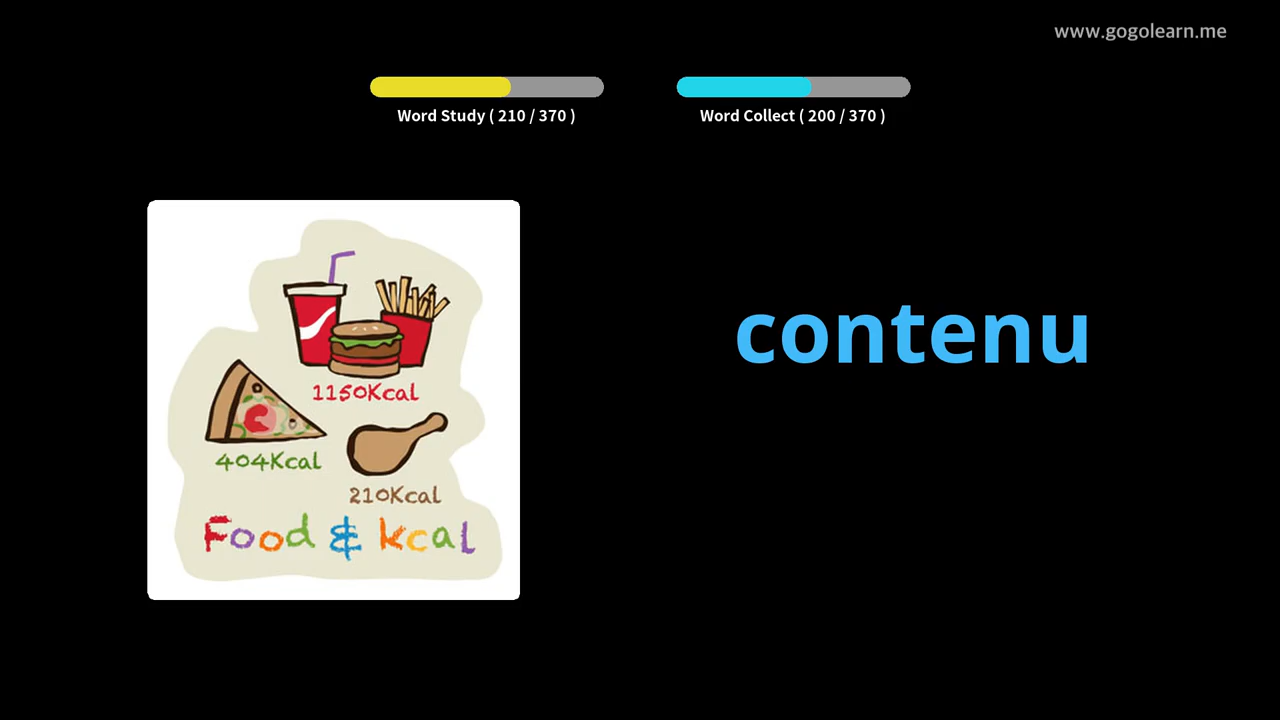 www.gogolearn.me
Word Study ( 210 / 370 )
Word Collect ( 200 / 370 )
contenu
1150Kcal
404Kcal
210Kcal
Food & kcal